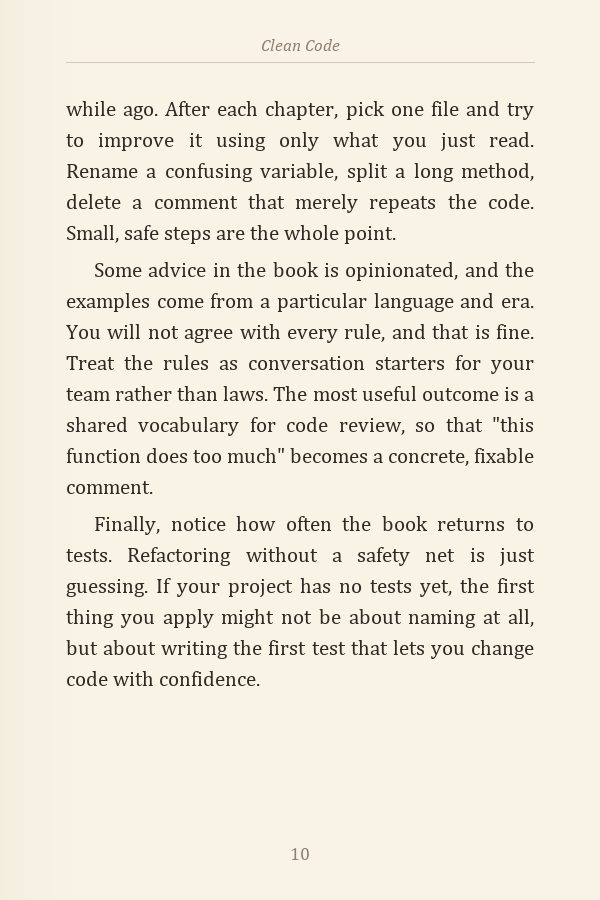 Clean Code
while ago. After each chapter, pick one file and try
to improve it using only what you just read.
Rename a confusing variable, split a long method,
delete a comment that merely repeats the code.
Small, safe steps are the whole point.
Some advice in the book is opinionated, and the
examples come from a particular language and era.
You will not agree with every rule, and that is fine.
Treat the rules as conversation starters for your
team rather than laws. The most useful outcome is a
shared vocabulary for code review, so that "this
function does too much" becomes a concrete, fixable
comment.
Finally, notice how often the book returns to
tests. Refactoring without a safety net is just
guessing. If your project has no tests yet, the first
thing you apply might not be about naming at all,
but about writing the first test that lets you change
code with confidence.
10